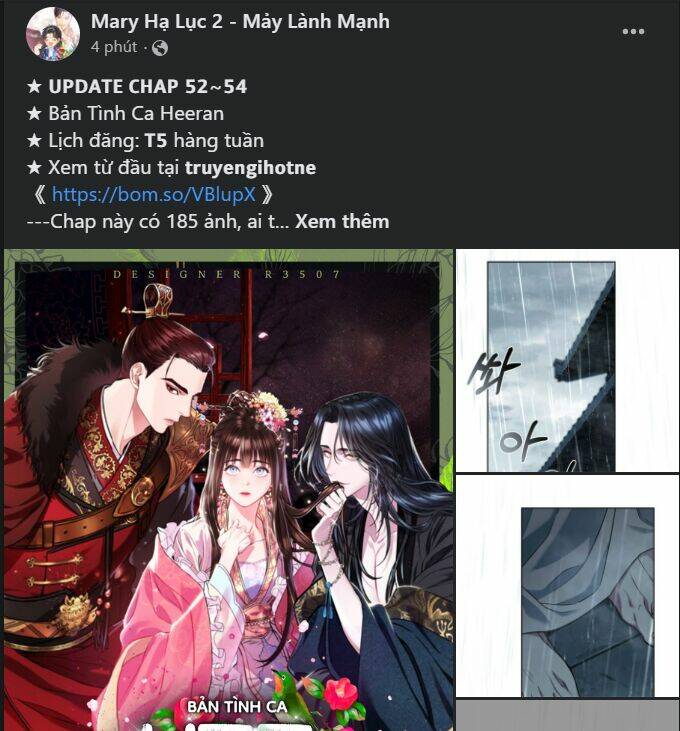 Mary Hạ Lục 2 - Mảy Lành Mạnh
4 phút ·
★ UPDATE CHAP 52~54
★ Bản Tình Ca Heeran
★ Lịch đăng: T5 hàng tuần
★ Xem từ đầu tại truyengihotne
《 https://bom.so/VBlupX 》
---Chap này có 185 ảnh, ai t... Xem thêm
DESIGNER R3507
쏴
아
BẢN TÌNH CA